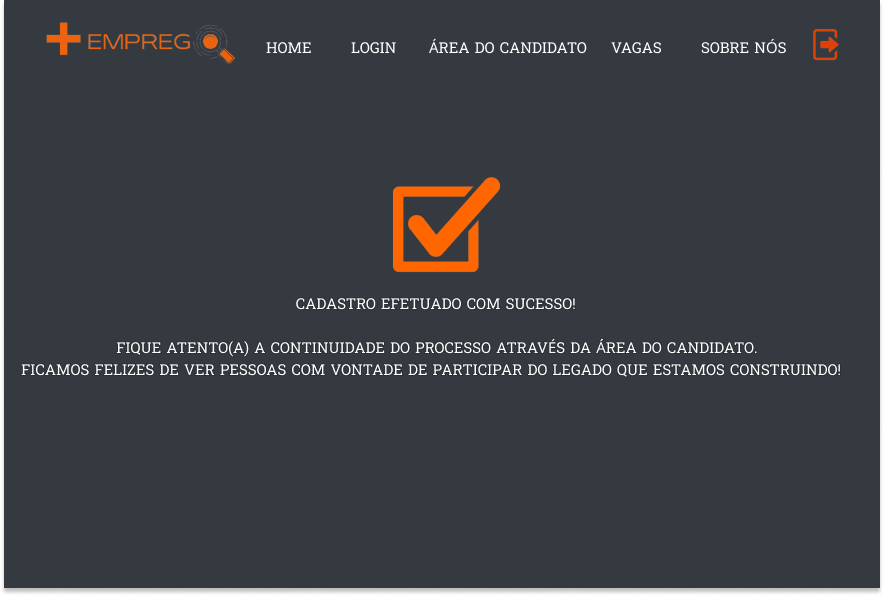 + EMPREGO
HOME LOGIN ÁREA DO CANDIDATO VAGAS SOBRE NÓS
CADASTRO EFETUADO COM SUCESSO!
FIQUE ATENTO(A) A CONTINUIDADE DO PROCESSO ATRAVÉS DA ÁREA DO CANDIDATO.
FICAMOS FELIZES DE VER PESSOAS COM VONTADE DE PARTICIPAR DO LEGADO QUE ESTAMOS CONSTRUINDO!